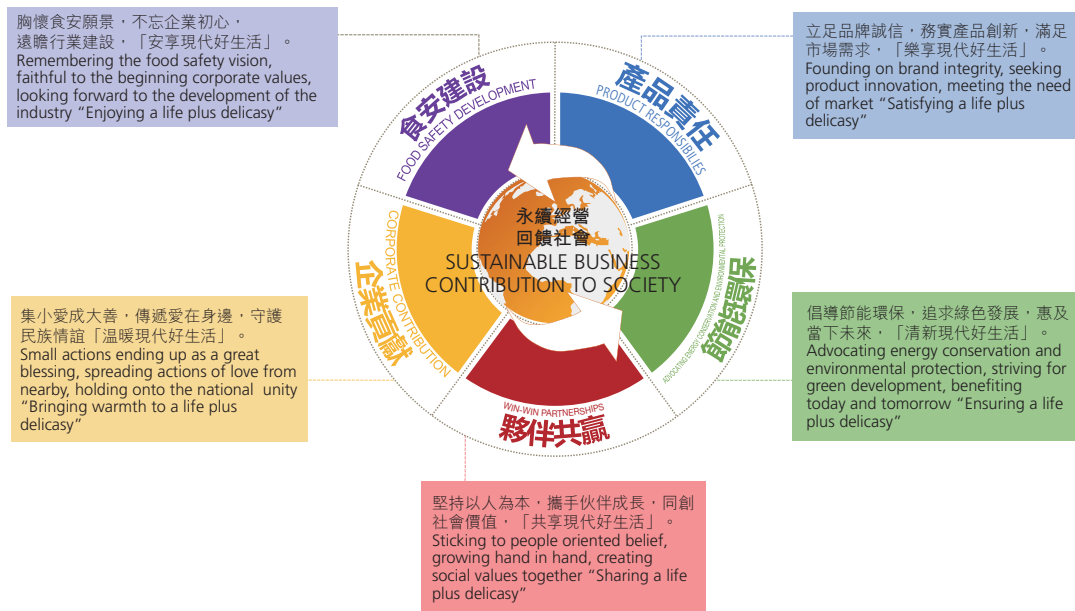 胸懷食安願景，不忘企業初心，
遠瞻行業建設，「安享現代好生活」。
Remembering the food safety vision,
faithful to the beginning corporate values,
looking forward to the development of the
industry “Enjoying a life plus delicasy”
立足品牌誠信，務實產品創新，滿足
市場需求，「樂享現代好生活」。
Founding on brand integrity, seeking
product innovation, meeting the need
of market “Satisfying a life plus
delicasy”
食安建設
FOOD SAFETY DEVELOPMENT
產品責任
PRODUCT RESPONSIBILIES
永續經營
回饋社會
SUSTAINABLE BUSINESS
CONTRIBUTION TO SOCIETY
企業貢獻
CORPORATE CONTRIBUTION
節能環保
ADVOCATING ENERGY CONSERVATION AND ENVIRONMENTAL PROTECTION
WIN-WIN PARTNERSHIPS
夥伴共贏
集小愛成大善，傳遞愛在身邊，守護
民族情誼「温暖現代好生活」。
Small actions ending up as a great
blessing, spreading actions of love from
nearby, holding onto the national unity
“Bringing warmth to a life plus
delicasy”
倡導節能環保，追求綠色發展，惠及
當下未來，「清新現代好生活」。
Advocating energy conservation and
environmental protection, striving for
green development, benefiting
today and tomorrow “Ensuring a life
plus delicasy”
堅持以人為本，攜手伙伴成長，同創
社會價值，「共享現代好生活」。
Sticking to people oriented belief,
growing hand in hand, creating
social values together “Sharing a life
plus delicasy”